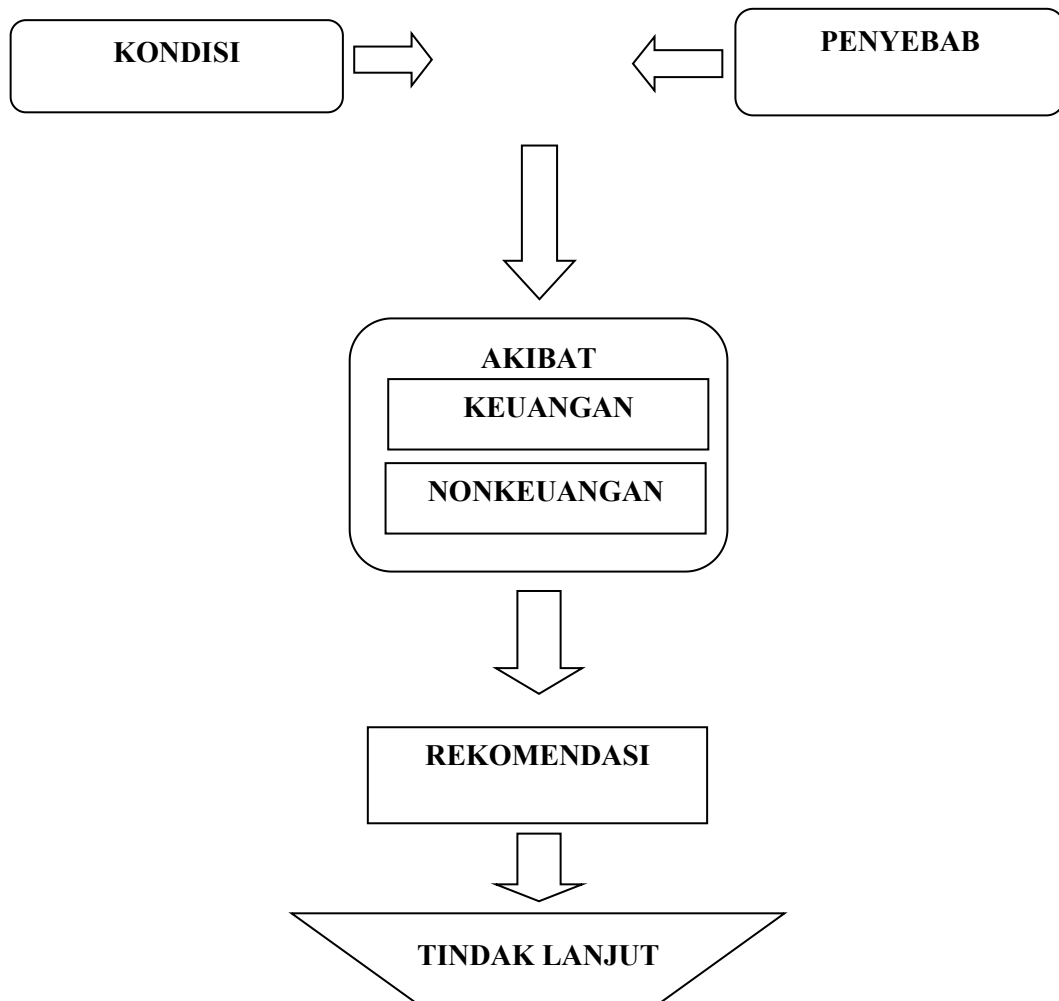 KONDISI
PENYEBAB
AKIBAT
KEUANGAN
NONKEUANGAN
REKOMENDASI
TINDAK LANJUT